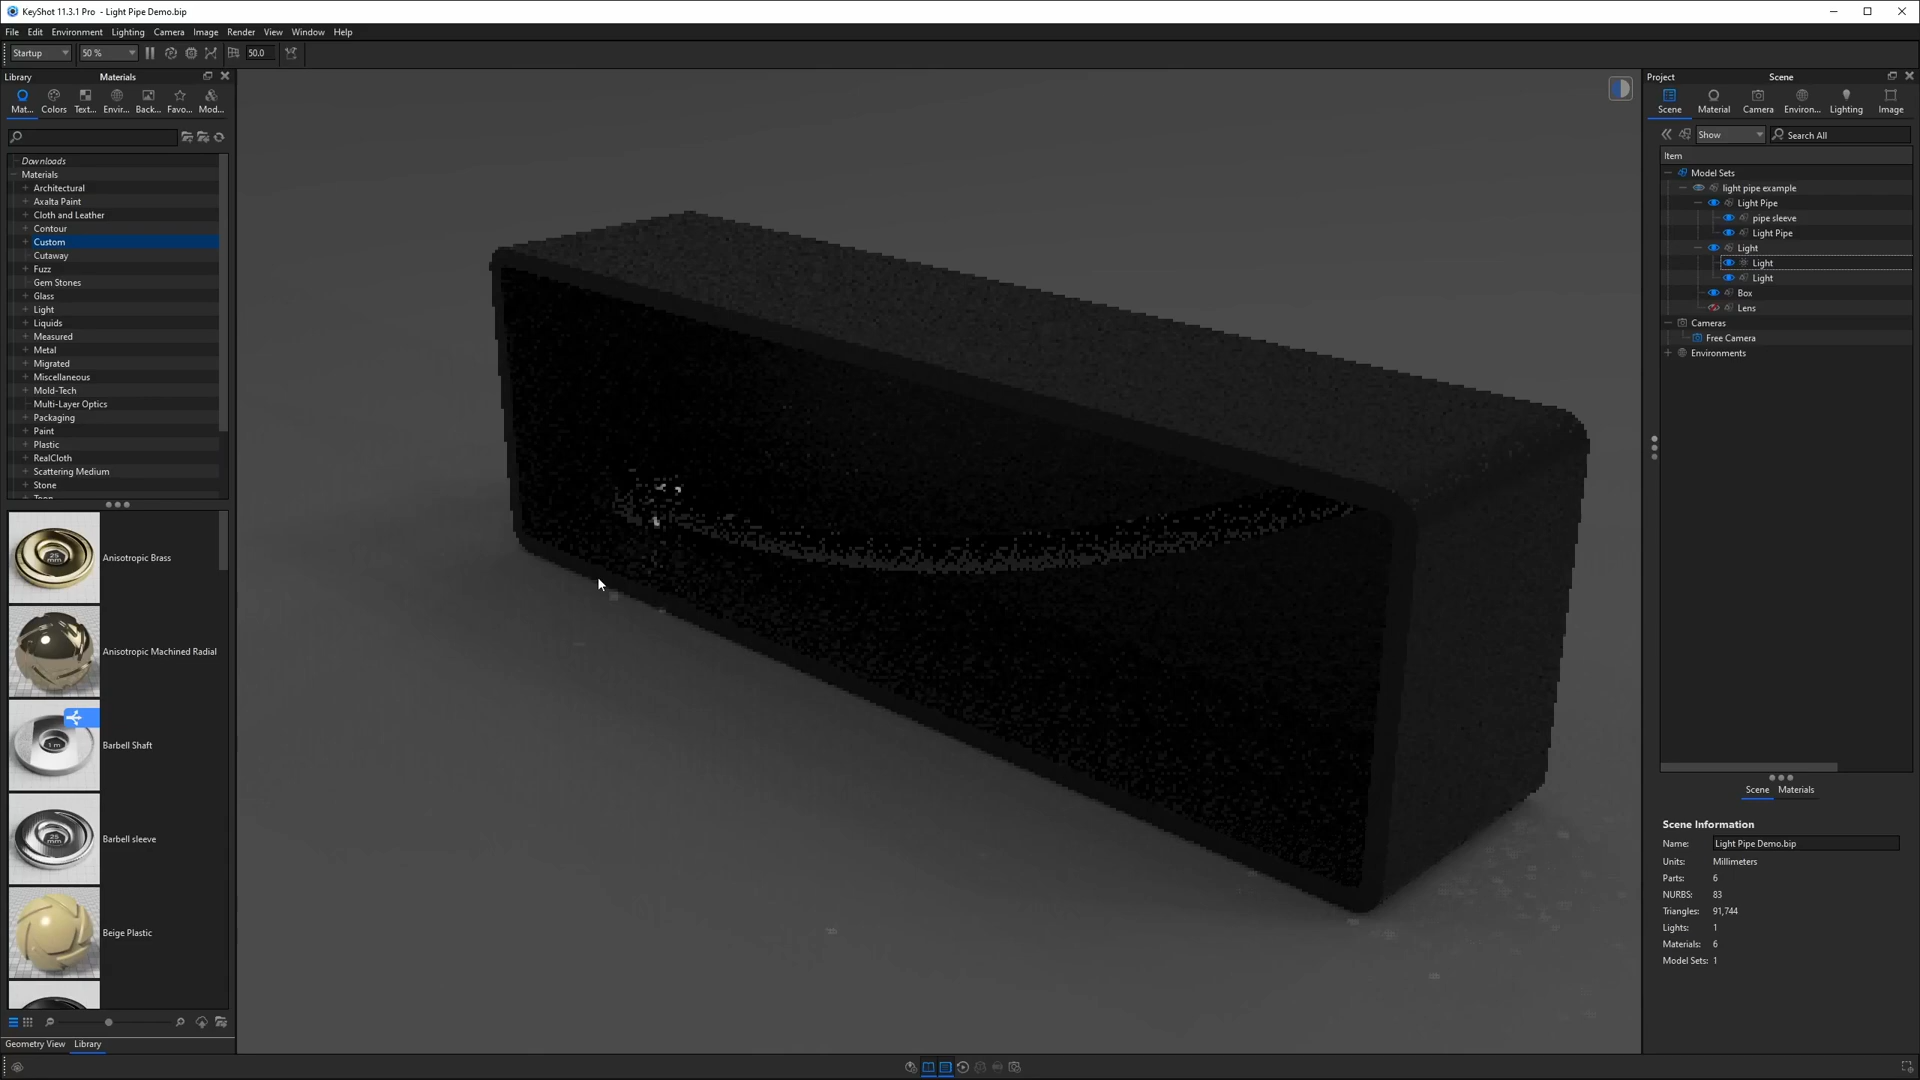 KeyShot 11.3.1 Pro - Light Pipe Demo.bip
File Edit Environment Lighting Camera Image Render View Window Help
Startup 50 % 50.0
Library Materials
Mat... Colors Text... Envir... Back... Favo... Mod...
Downloads
Materials
Architectural
Axalta Paint
Cloth and Leather
Contour
Custom
Cutaway
Fuzz
Gem Stones
Glass
Light
Liquids
Measured
Metal
Migrated
Miscellaneous
Mold-Tech
Multi-Layer Optics
Packaging
Paint
Plastic
RealCloth
Scattering Medium
Stone
Toon
25 mm
Anisotropic Brass
Anisotropic Machined Radial
1 m
Barbell Shaft
25 mm
Barbell sleeve
Beige Plastic
Geometry View Library
Project Scene
Scene Material Camera Environ... Lighting Image
Show Search All
Item
Model Sets
light pipe example
Light Pipe
pipe sleeve
Light Pipe
Light
Light
Light
Box
Lens
Cameras
Free Camera
Environments
Scene Materials
Scene Information
Name: Light Pipe Demo.bip
Units: Millimeters
Parts: 6
NURBS: 83
Triangles: 91,744
Lights: 1
Materials: 6
Model Sets: 1